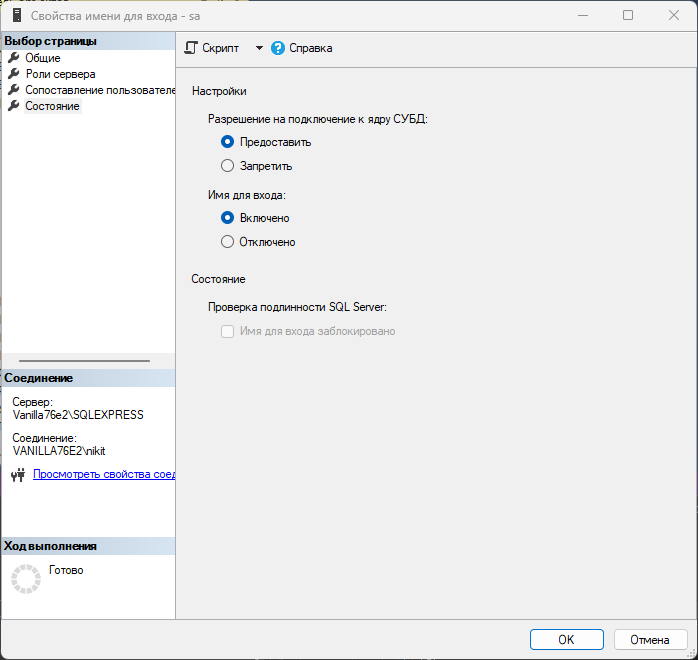 Свойства имени для входа - sa
Выбор страницы
Общие
Роли сервера
Сопоставление пользователе
Состояние
Скрипт
Справка
Настройки
Разрешение на подключение к ядру СУБД:
Предоставить
Запретить
Имя для входа:
Включено
Отключено
Состояние
Проверка подлинности SQL Server:
Имя для входа заблокировано
Соединение
Сервер:
Vanilla76e2\SQLEXPRESS
Соединение:
VANILLA76E2\nikit
Просмотреть свойства соед
Ход выполнения
Готово
OK
Отмена